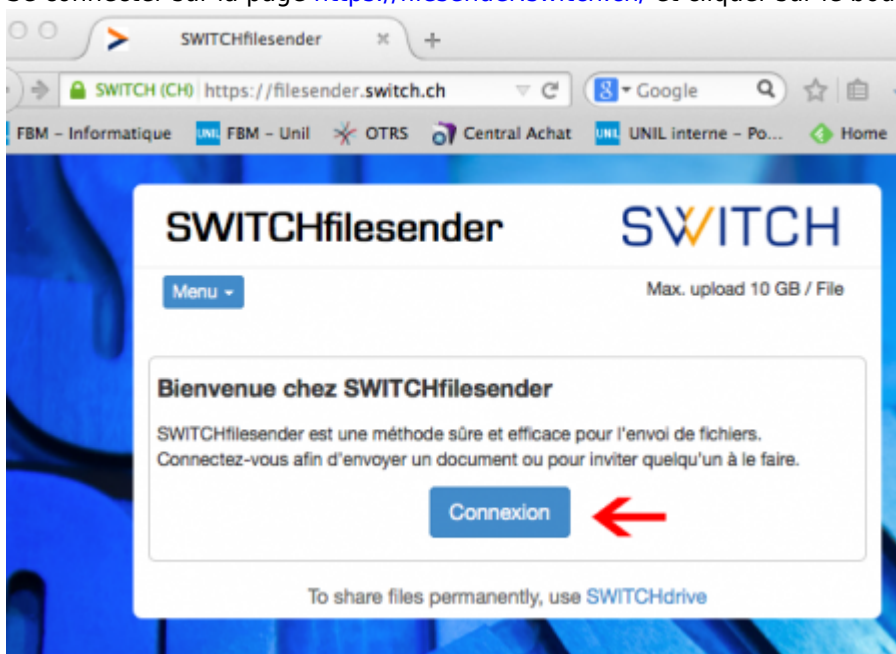 SWITCHfilesender
SWITCH (CH) https://filesender.switch.ch
Google
FBM – Informatique FBM – Unil OTRS Central Achat UNIL interne – Po... Home
SWITCHfilesender SWITCH
Menu Max. upload 10 GB / File
Bienvenue chez SWITCHfilesender
SWITCHfilesender est une méthode sûre et efficace pour l'envoi de fichiers.
Connectez-vous afin d'envoyer un document ou pour inviter quelqu'un à le faire.
Connexion
To share files permanently, use SWITCHdrive